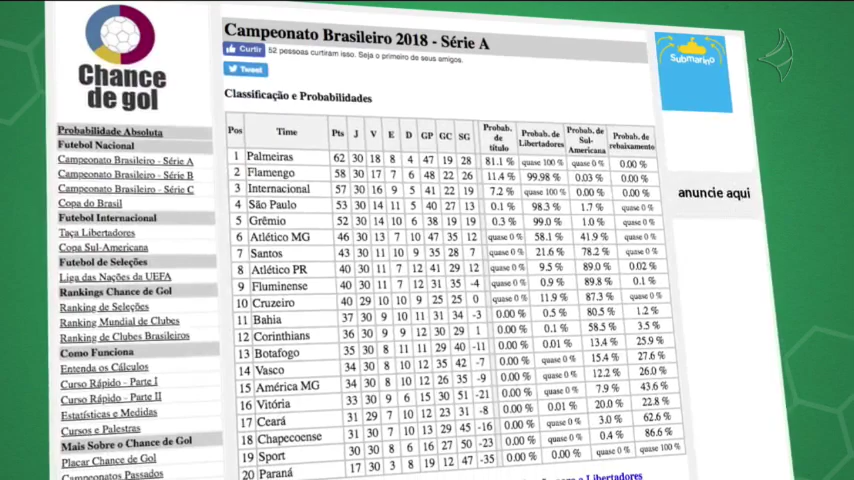 Chance
de gol
Probabilidade Absoluta
Futebol Nacional
Campeonato Brasileiro - Série A
Campeonato Brasileiro - Série B
Campeonato Brasileiro - Série C
Copa do Brasil
Futebol Internacional
Taça Libertadores
Copa Sul-Americana
Futebol de Seleções
Liga das Nações da UEFA
Rankings Chance de Gol
Ranking de Seleções
Ranking Mundial de Clubes
Ranking de Clubes Brasileiros
Como Funciona
Entenda os Cálculos
Curso Rápido - Parte I
Curso Rápido - Parte II
Estatísticas e Medidas
Cursos e Palestras
Mais Sobre o Chance de Gol
Placar Chance de Gol
Campeonatos Passados
Campeonato Brasileiro 2018 - Série A
Curtir 52 pessoas curtiram isso. Seja o primeiro de seus amigos.
Tweet
Classificação e Probabilidades
Pos Time Pts J V E D GP GC SG Probab. de título Probab. de Libertadores Probab. de Sul-Americana Probab. de rebaixamento
1 Palmeiras 62 30 18 8 4 47 19 28 81.1 % quase 100 % quase 0 % 0.00 %
2 Flamengo 58 30 17 7 6 48 22 26 11.4 % 99.98 % 0.03 % 0.00 %
3 Internacional 57 30 16 9 5 41 22 19 7.2 % quase 100 % 0.00 % 0.00 %
4 São Paulo 53 30 14 11 5 40 27 13 0.1 % 98.3 % 1.7 % quase 0 %
5 Grêmio 52 30 14 10 6 38 19 19 0.3 % 99.0 % 1.0 % quase 0 %
6 Atlético MG 46 30 13 7 10 47 35 12 quase 0 % 58.1 % 41.9 % quase 0 %
7 Santos 43 30 11 10 9 35 28 7 quase 0 % 21.6 % 78.2 % quase 0 %
8 Atlético PR 40 30 11 7 12 41 29 12 quase 0 % 9.5 % 89.0 % 0.02 %
9 Fluminense 40 30 11 7 12 31 35 -4 quase 0 % 0.9 % 89.8 % 0.1 %
10 Cruzeiro 40 29 10 10 9 25 25 0 quase 0 % 11.9 % 87.3 % quase 0 %
11 Bahia 37 30 9 10 11 31 34 -3 0.00 % 0.5 % 80.5 % 1.2 %
12 Corinthians 36 30 9 9 12 30 29 1 0.00 % 0.1 % 58.5 % 3.5 %
13 Botafogo 35 30 8 11 11 29 40 -11 0.00 % 0.01 % 13.4 % 25.9 %
14 Vasco 34 30 8 10 12 35 42 -7 0.00 % quase 0 % 15.4 % 27.6 %
15 América MG 34 30 8 10 12 26 35 -9 0.00 % quase 0 % 12.2 % 26.0 %
16 Vitória 33 30 9 6 15 30 51 -21 0.00 % quase 0 % 7.9 % 43.6 %
17 Ceará 31 29 7 10 12 23 31 -8 0.00 % 0.01 % 20.0 % 22.8 %
18 Chapecoense 31 30 7 10 13 29 45 -16 0.00 % quase 0 % 3.0 % 62.6 %
19 Sport 30 30 8 6 16 27 50 -23 0.00 % quase 0 % 0.4 % 86.6 %
20 Paraná 17 30 3 8 19 12 47 -35 0.00 % 0.00 % quase 0 % quase 100 %
Libertadores
Submarino
anuncie aqui